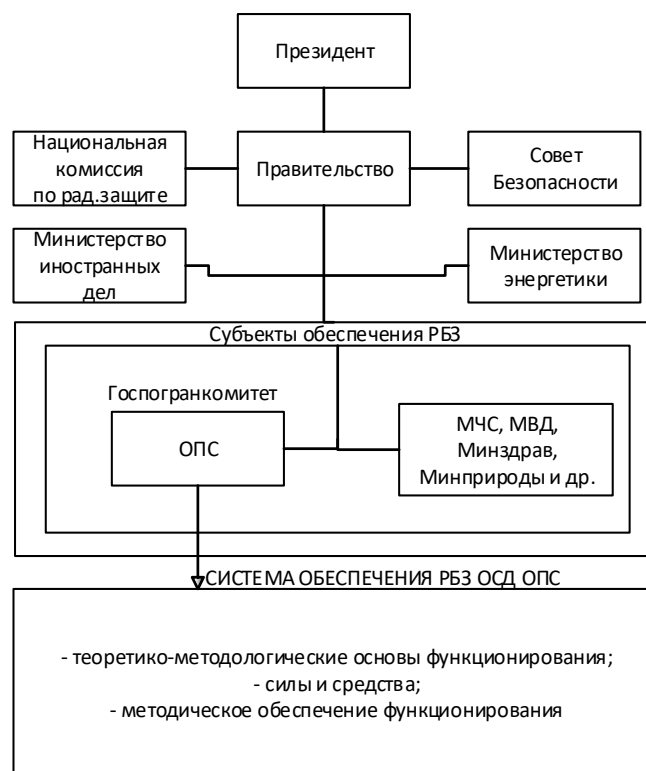 Президент
Национальная
комиссия
по рад.защите
Правительство
Совет
Безопасности
Министерство
иностранных
дел
Министерство
энергетики
Субъекты обеспечения РБЗ
Госпогранкомитет
ОПС
МЧС, МВД,
Минздрав,
Минприроды и др.
СИСТЕМА ОБЕСПЕЧЕНИЯ РБЗ ОСД ОПС
- теоретико-методологические основы функционирования;
- силы и средства;
- методическое обеспечение функционирования